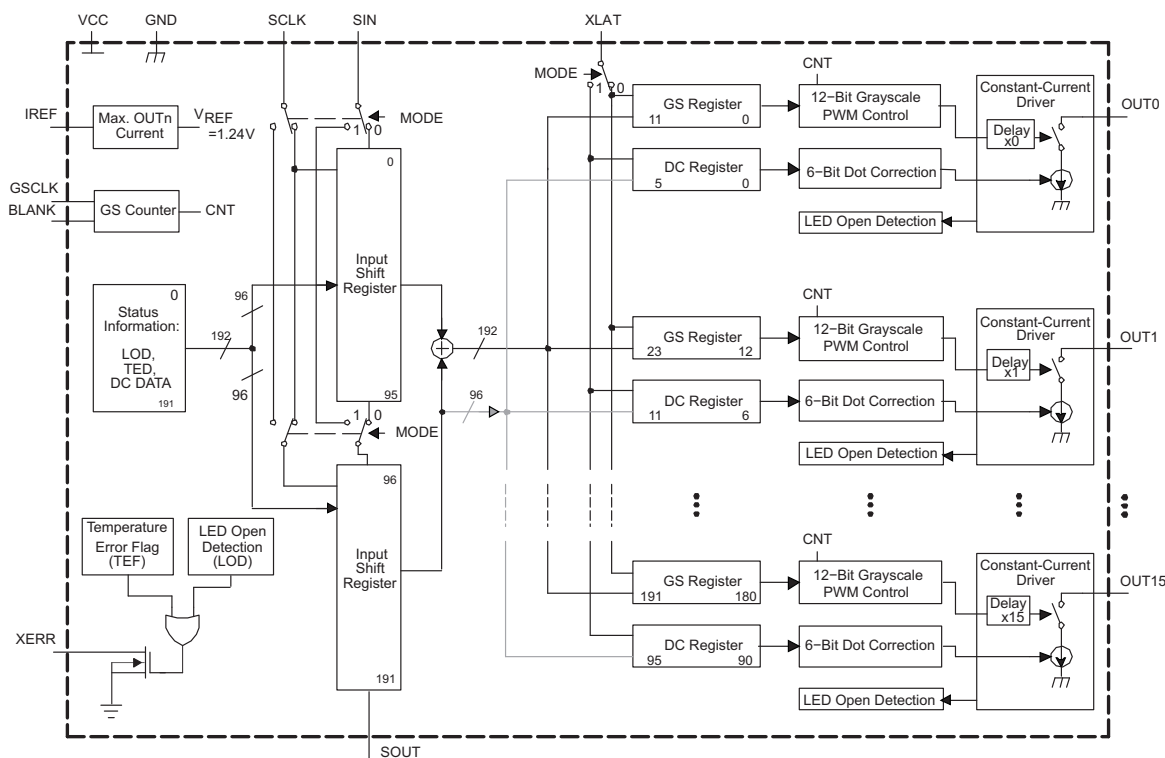 VCC
GND
SCLK
SIN
XLAT
MODE
1 0
CNT
GS Register
11 0
12−Bit Grayscale
PWM Control
Constant-Current
Driver
OUT0
Delay
x0
IREF
Max. OUTn
Current
VREF
=1.24V
1 0
MODE
0
DC Register
5 0
6−Bit Dot Correction
LED Open Detection
GSCLK
BLANK
GS Counter
CNT
Input
Shift
Register
0
Status
Information:
LOD,
TED,
DC DATA
191
192
96
96
192
96
95
CNT
GS Register
23 12
12−Bit Grayscale
PWM Control
Constant-Current
Driver
OUT1
Delay
x1
DC Register
11 6
6−Bit Dot Correction
LED Open Detection
1 0
MODE
96
Input
Shift
Register
191
Temperature
Error Flag
(TEF)
LED Open
Detection
(LOD)
XERR
CNT
GS Register
191 180
12−Bit Grayscale
PWM Control
Constant-Current
Driver
OUT15
Delay
x15
DC Register
95 90
6−Bit Dot Correction
LED Open Detection
SOUT